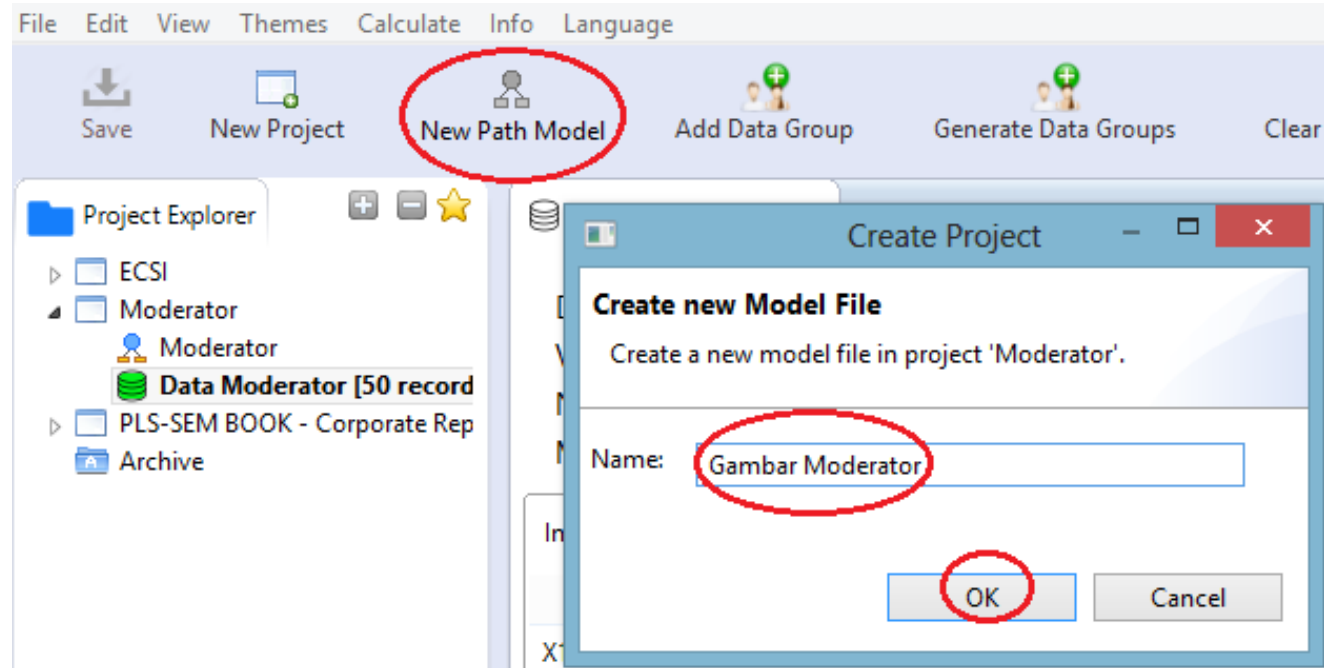 File Edit View Themes Calculate Info Language
Save New Project New Path Model Add Data Group Generate Data Groups Clear
Project Explorer
ECSI
Moderator
Moderator
Data Moderator [50 record
PLS-SEM BOOK - Corporate Rep
Archive
Create Project
Create new Model File
Create a new model file in project 'Moderator'.
Name: Gambar Moderator
OK Cancel
In
X1